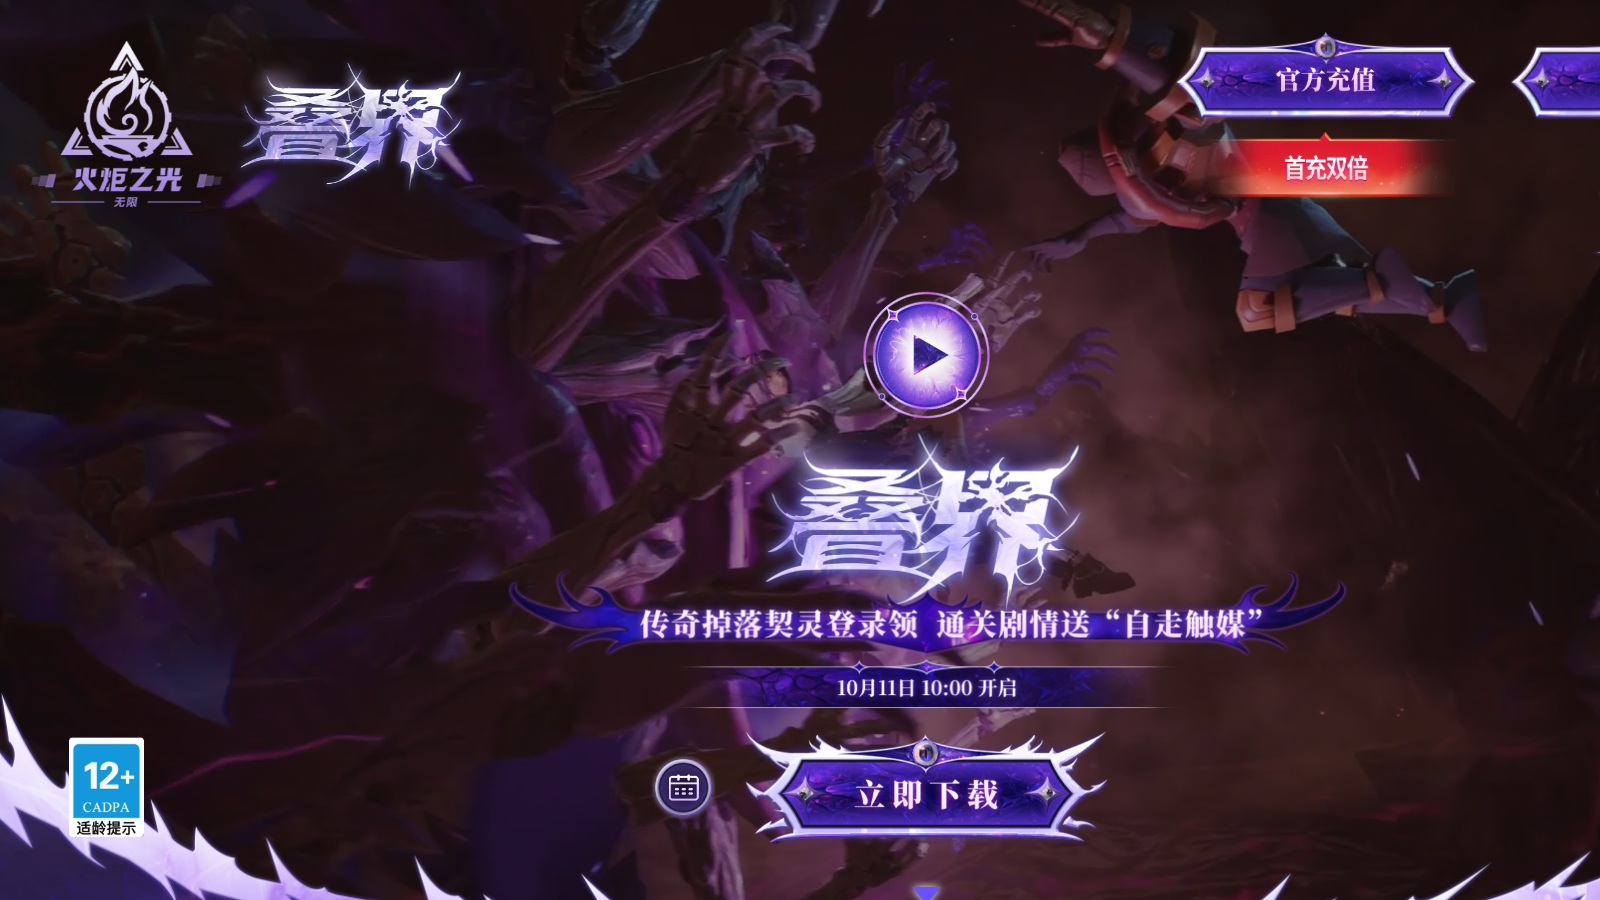 火炬之光
无限
叠界
官方充值
首充双倍
叠界
传奇掉落契灵登录领 通关剧情送“自走触媒”
10月11日 10:00 开启
立即下载
12+
CADPA
适龄提示